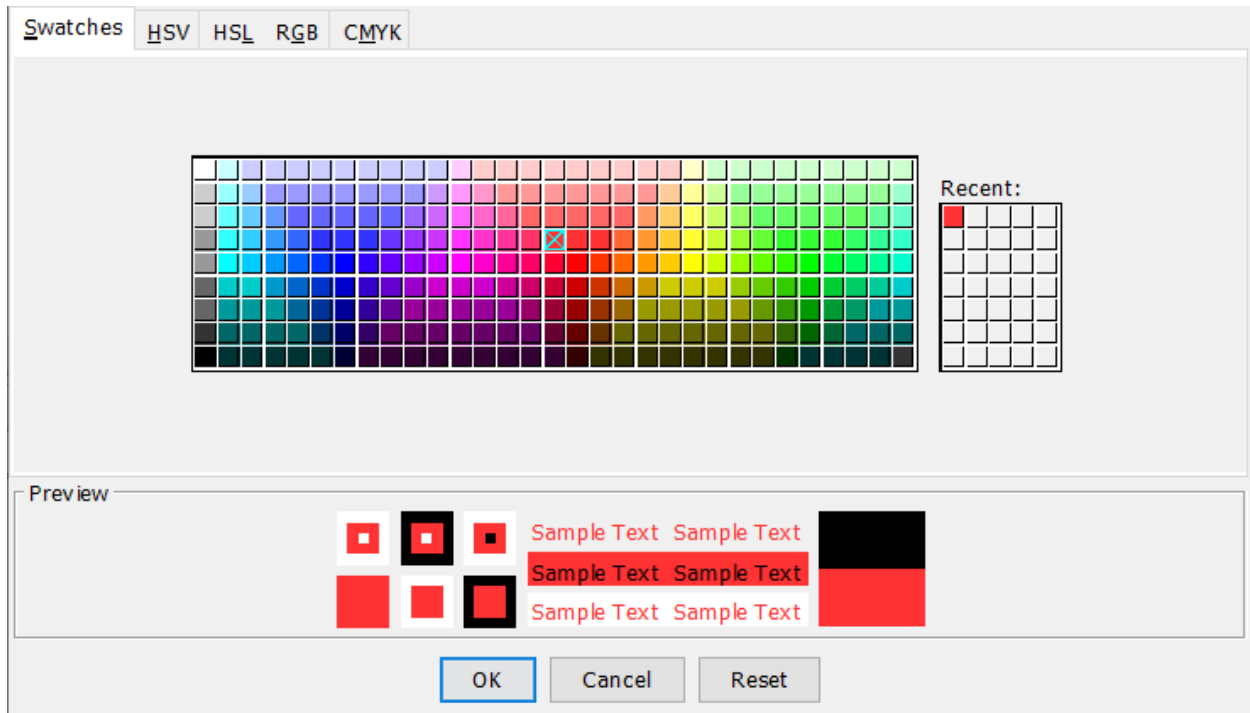 Swatches HSV HSL RGB CMYK
Recent:
Preview
Sample Text Sample Text
Sample Text Sample Text
Sample Text Sample Text
OK Cancel Reset